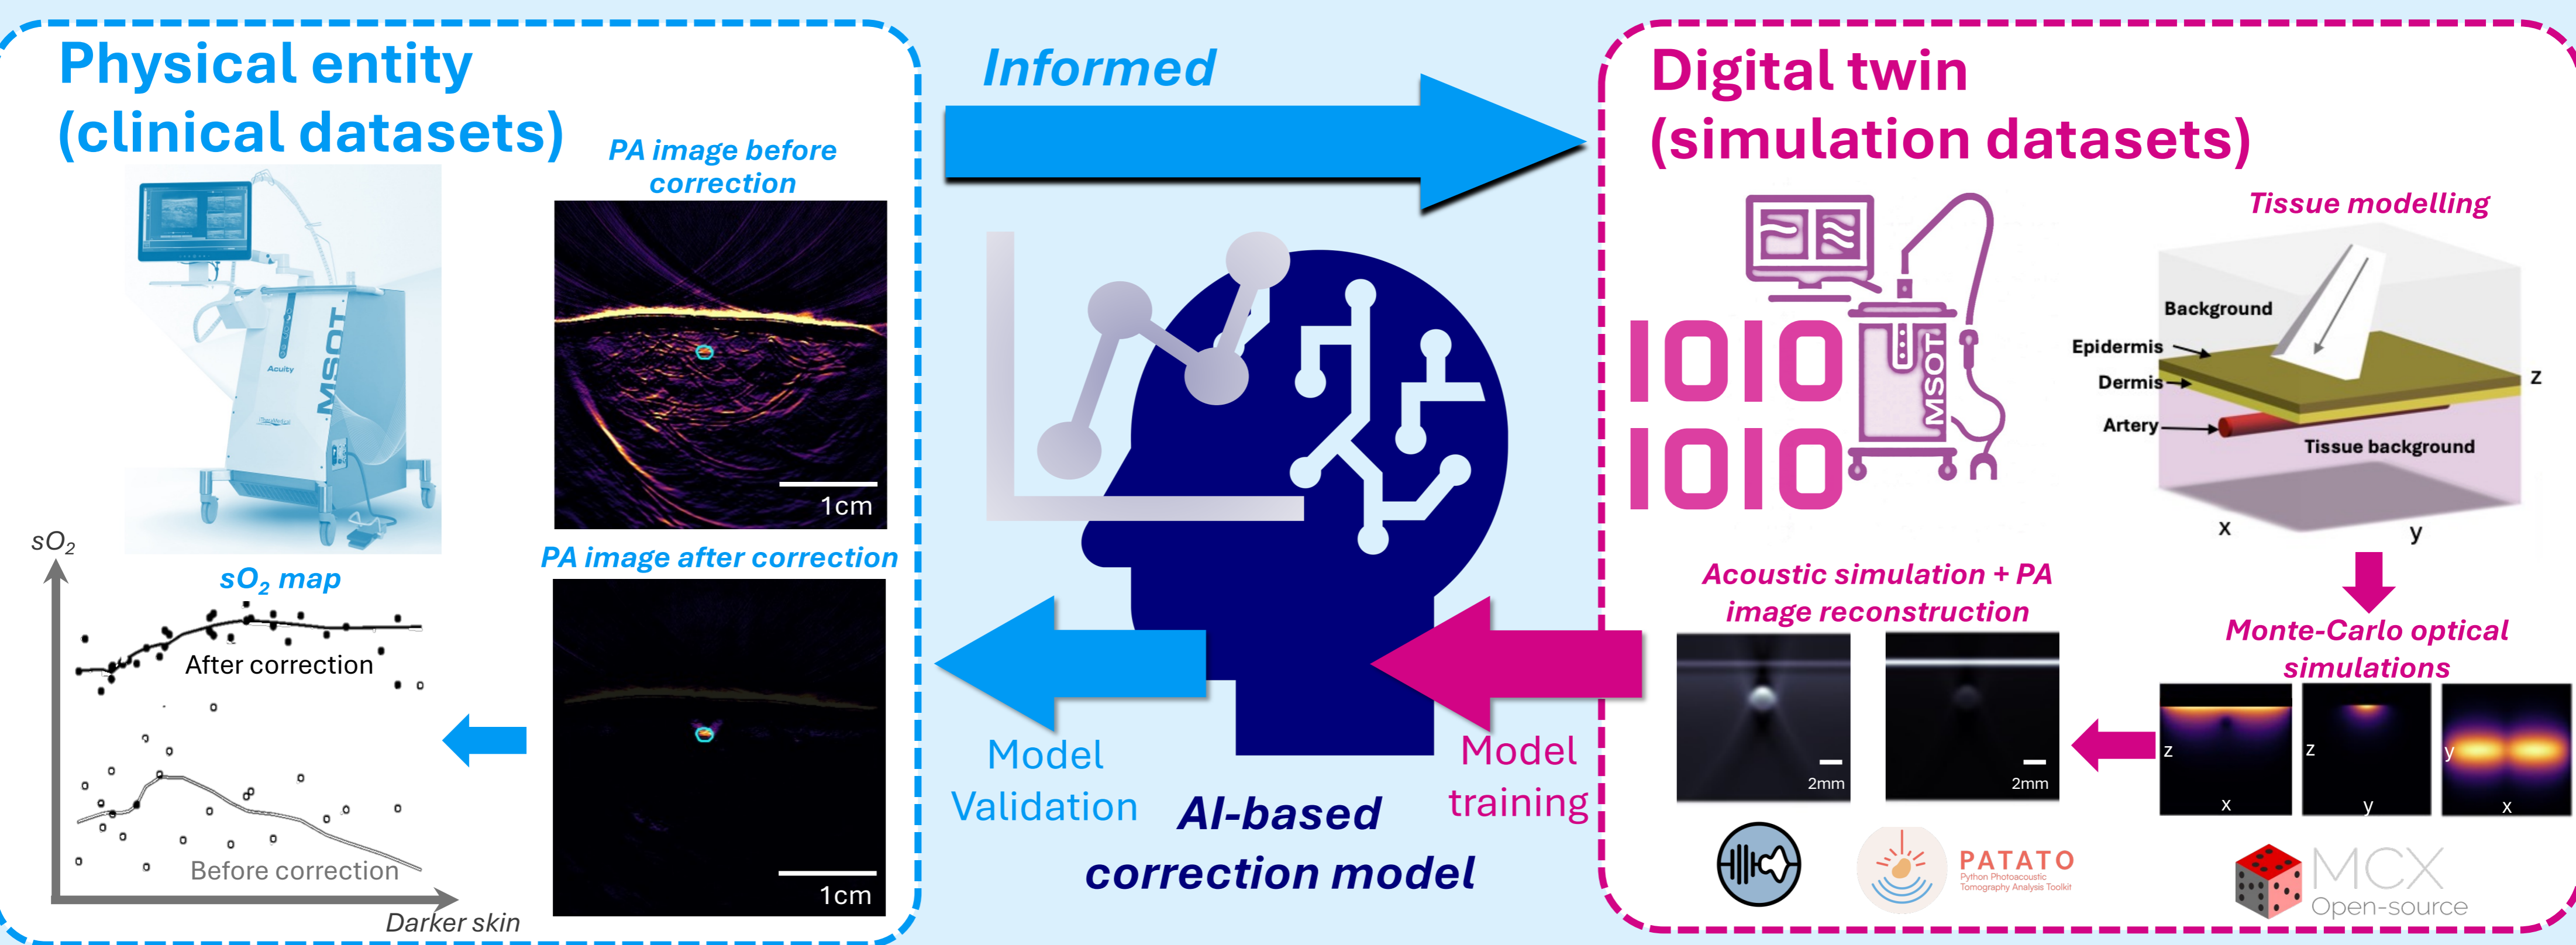 Physical entity
(clinical datasets)
PA image before
correction
MSOT
Acuity
1cm
PA image after correction
1cm
sO₂
sO₂ map
After correction
Before correction
Darker skin
Informed
Model
Validation
AI-based
correction model
Model
training
Digital twin
(simulation datasets)
1010
1010
MSOT
Tissue modelling
Background
Epidermis
Dermis
Artery
Tissue background
z
x
y
Monte-Carlo optical
simulations
z
x
z
y
y
x
Acoustic simulation + PA
image reconstruction
2mm
2mm
PATATO
Python Photoacoustic
Tomography Analysis Toolkit
MCX
Open-source